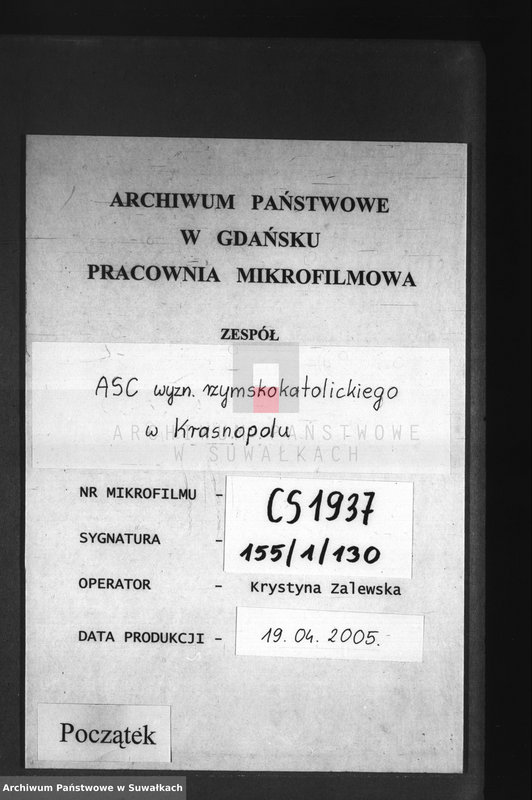 ARCHIWUM PAŃSTWOWE
W GDAŃSKU
PRACOWNIA MIKROFILMOWA
ZESPÓŁ
ASC wyzn. rzymskokatolickiego
w Krasnopolu
ARCHIWUM PAŃSTWOWE
W SUWAŁKACH
NR MIKROFILMU - CS1937
SYGNATURA - 155/1/130
OPERATOR - Krystyna Zalewska
DATA PRODUKCJI - 19.04.2005.
Początek
Archiwum Państwowe w Suwałkach